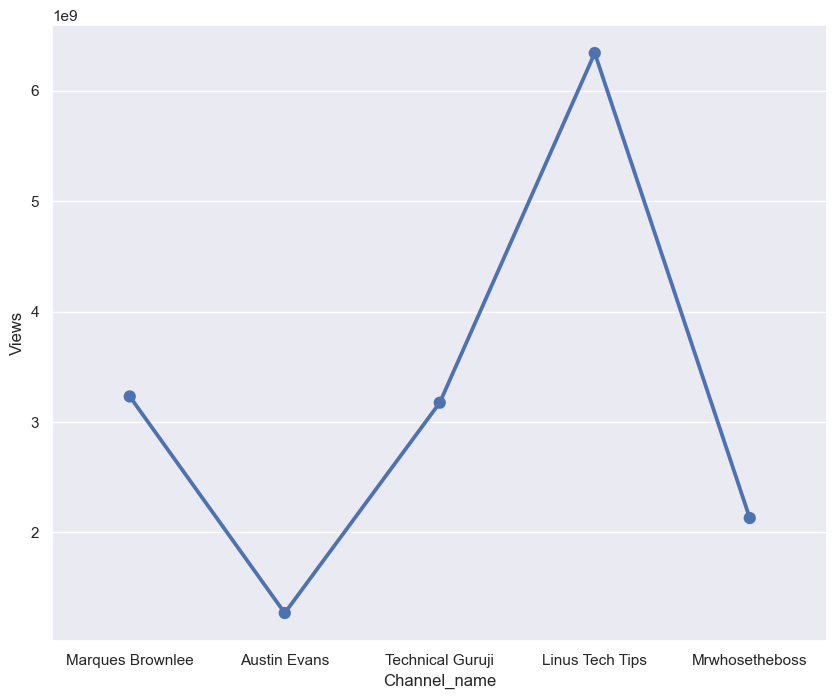 1e9
6
5
4
3
2
Views
Marques Brownlee Austin Evans Technical Guruji Linus Tech Tips Mrwhosetheboss
Channel_name